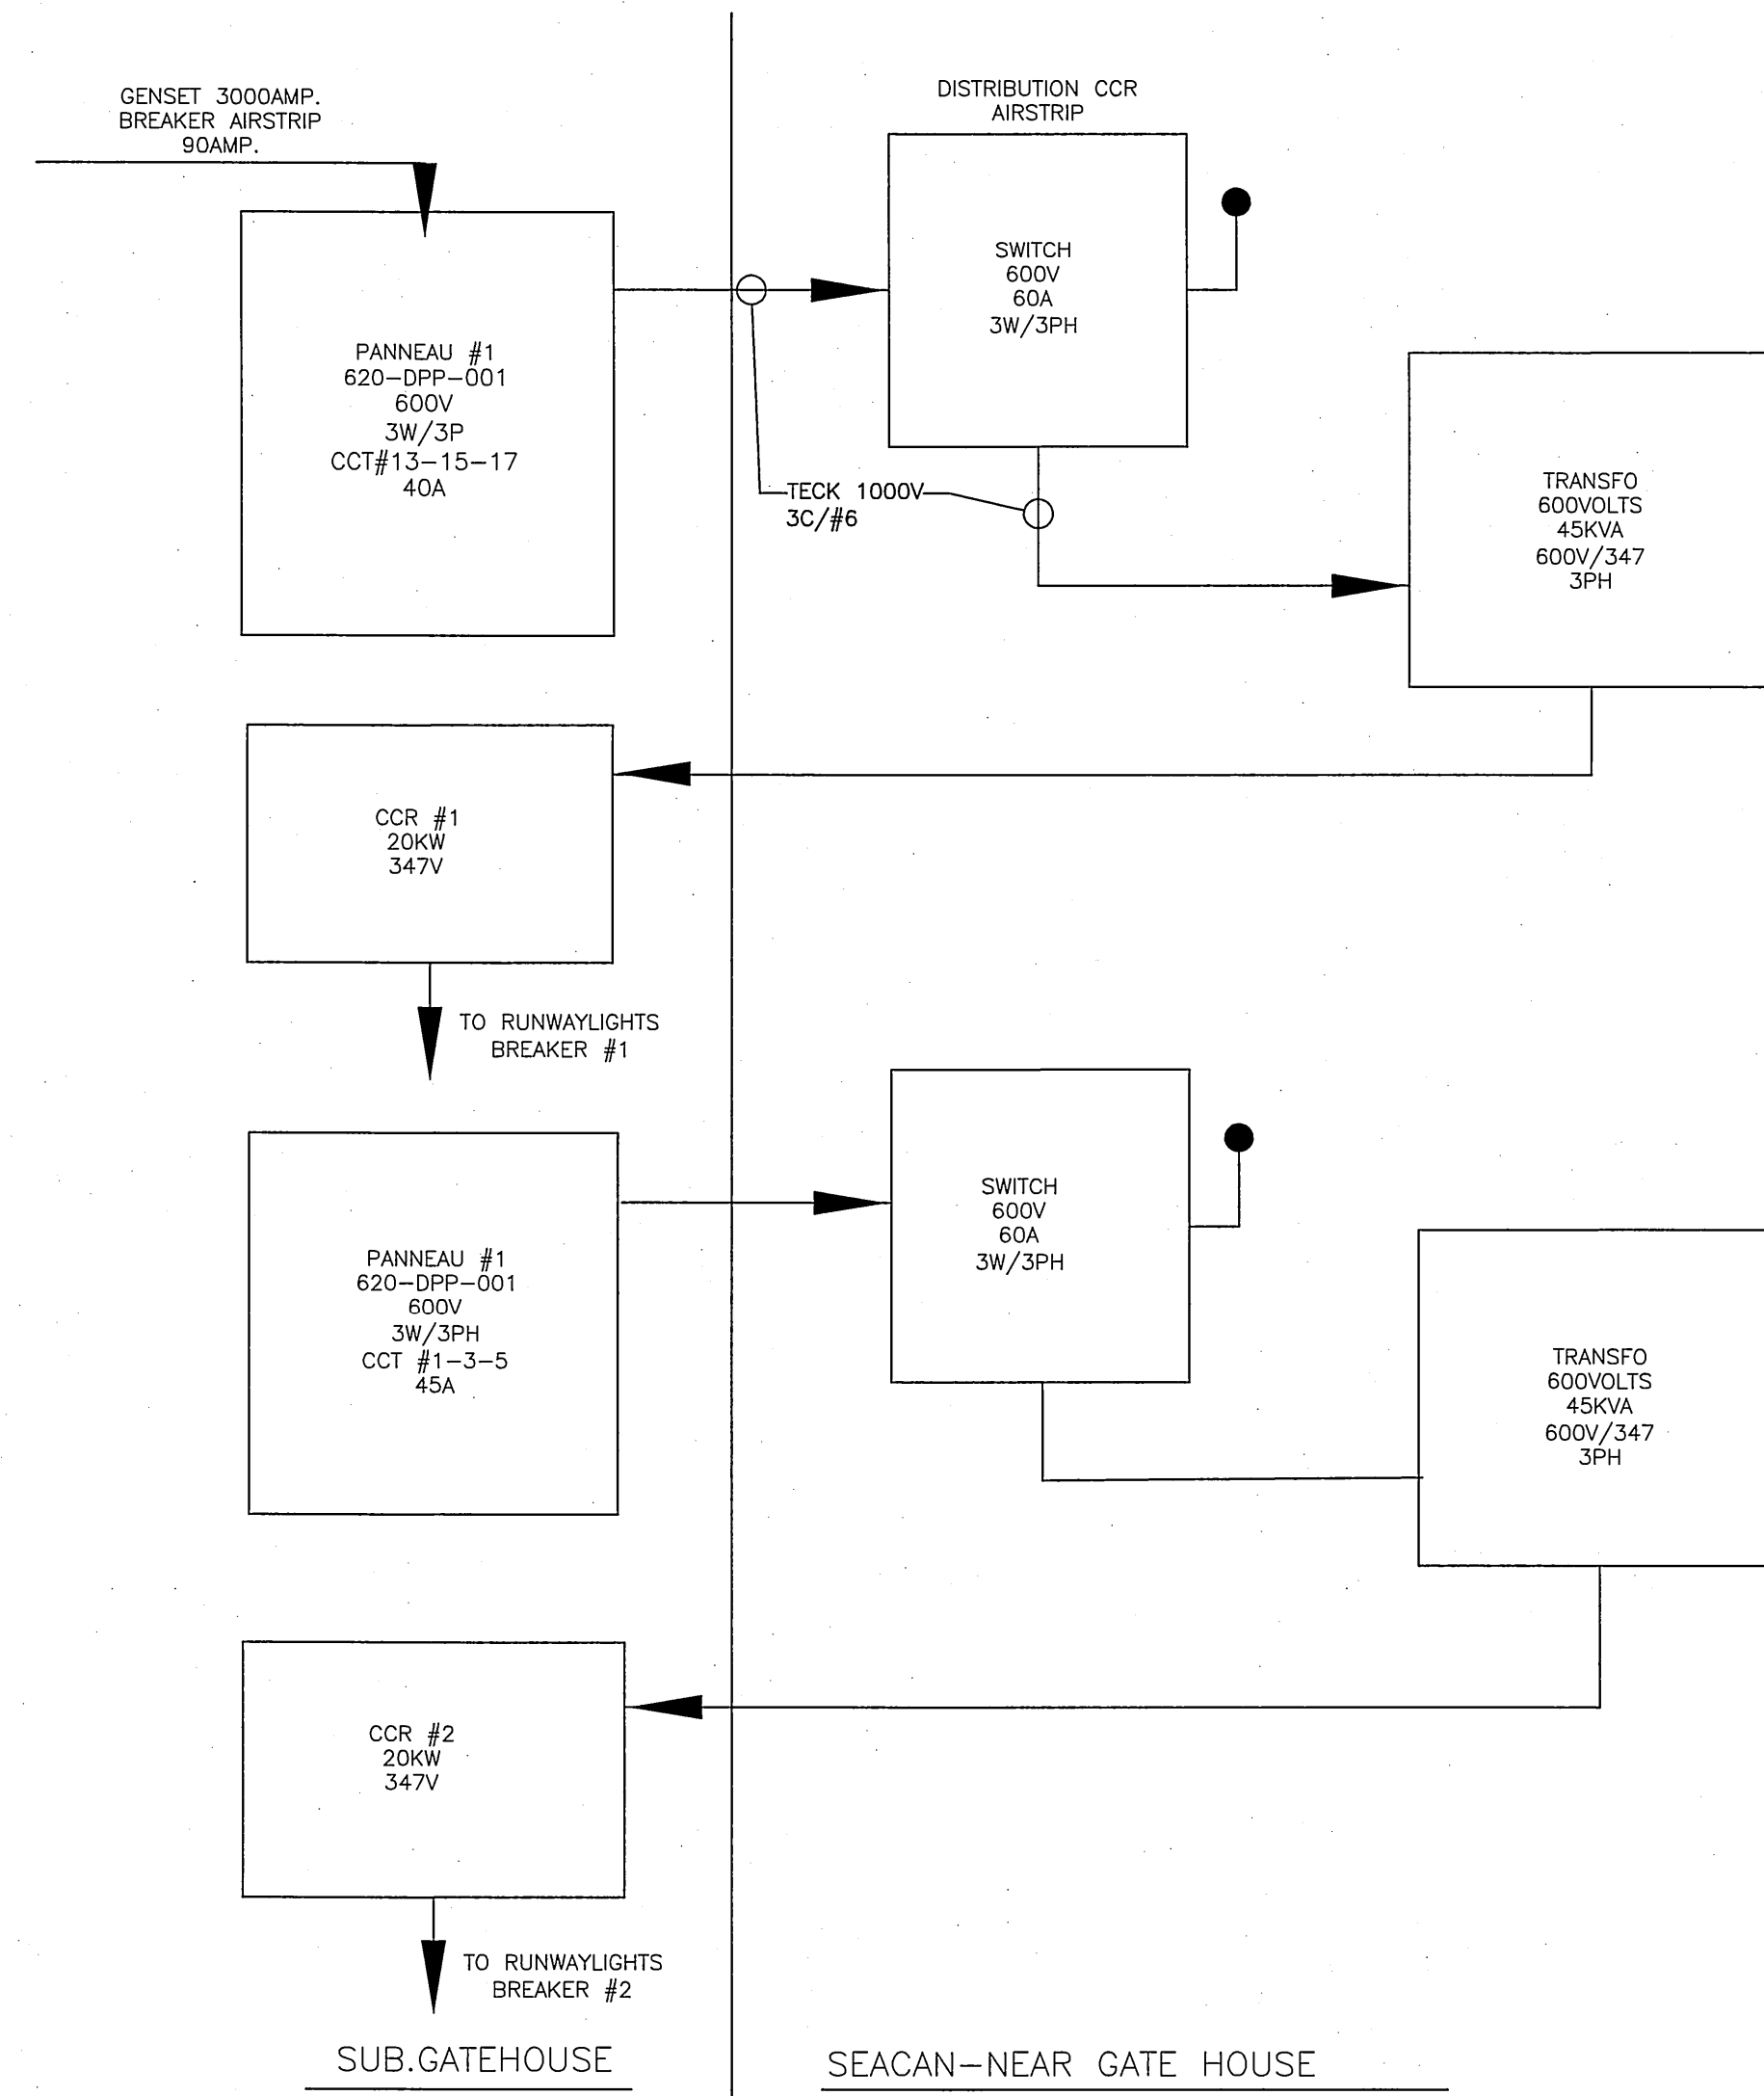 GENSET 3000AMP.
BREAKER AIRSTRIP
90AMP.
DISTRIBUTION CCR
AIRSTRIP
PANNEAU #1
620-DPP-001
600V
3W/3P
CCT#13-15-17
40A
SWITCH
600V
60A
3W/3PH
TECK 1000V
3C/#6
TRANSFO
600VOLTS
45KVA
600V/347
3PH
CCR #1
20KW
347V
TO RUNWAYLIGHTS
BREAKER #1
PANNEAU #1
620-DPP-001
600V
3W/3PH
CCT #1-3-5
45A
SWITCH
600V
60A
3W/3PH
TRANSFO
600VOLTS
45KVA
600V/347
3PH
CCR #2
20KW
347V
TO RUNWAYLIGHTS
BREAKER #2
SUB.GATEHOUSE
SEACAN-NEAR GATE HOUSE